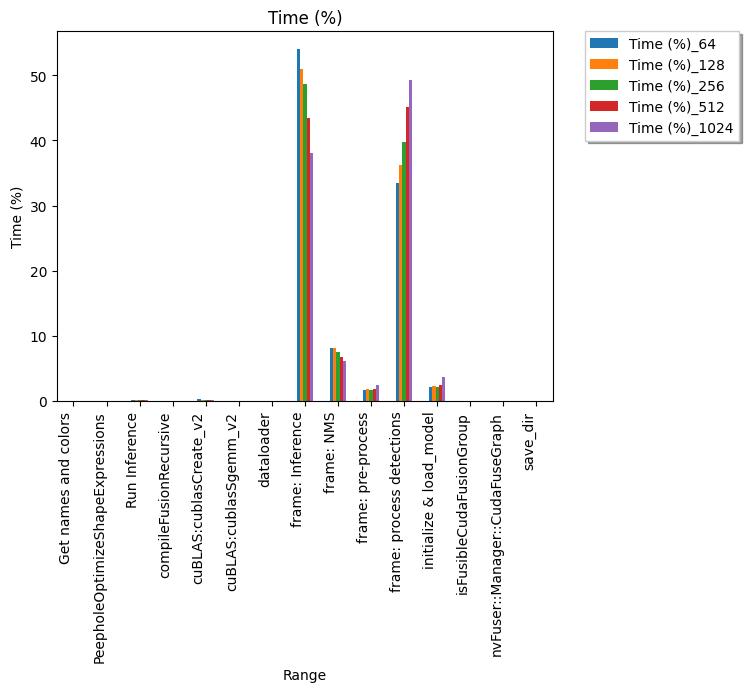 Time (%)
Time (%)_64
Time (%)_128
Time (%)_256
Time (%)_512
Time (%)_1024
Time (%)
50
40
30
20
10
0
Get names and colors
PeepholeOptimizeShapeExpressions
Run Inference
compileFusionRecursive
cuBLAS:cublasCreate_v2
cuBLAS:cublasSgemm_v2
dataloader
frame: Inference
frame: NMS
frame: pre-process
frame: process detections
initialize & load_model
isFusibleCudaFusionGroup
nvFuser::Manager::CudaFuseGraph
save_dir
Range